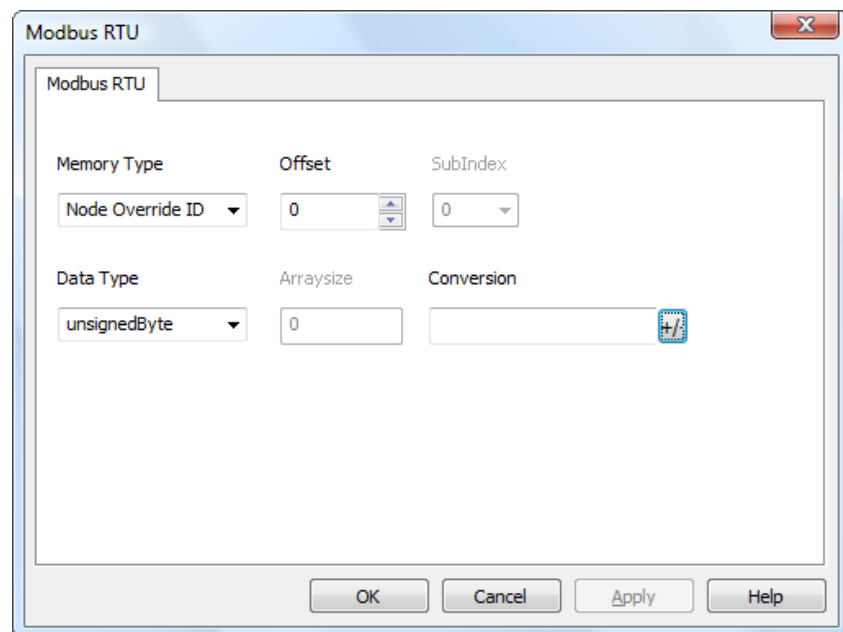 Modbus RTU
Modbus RTU
Memory Type Offset SubIndex
Node Override ID 0 0
Data Type Arraysize Conversion
unsignedByte 0 +/-
OK Cancel Apply Help